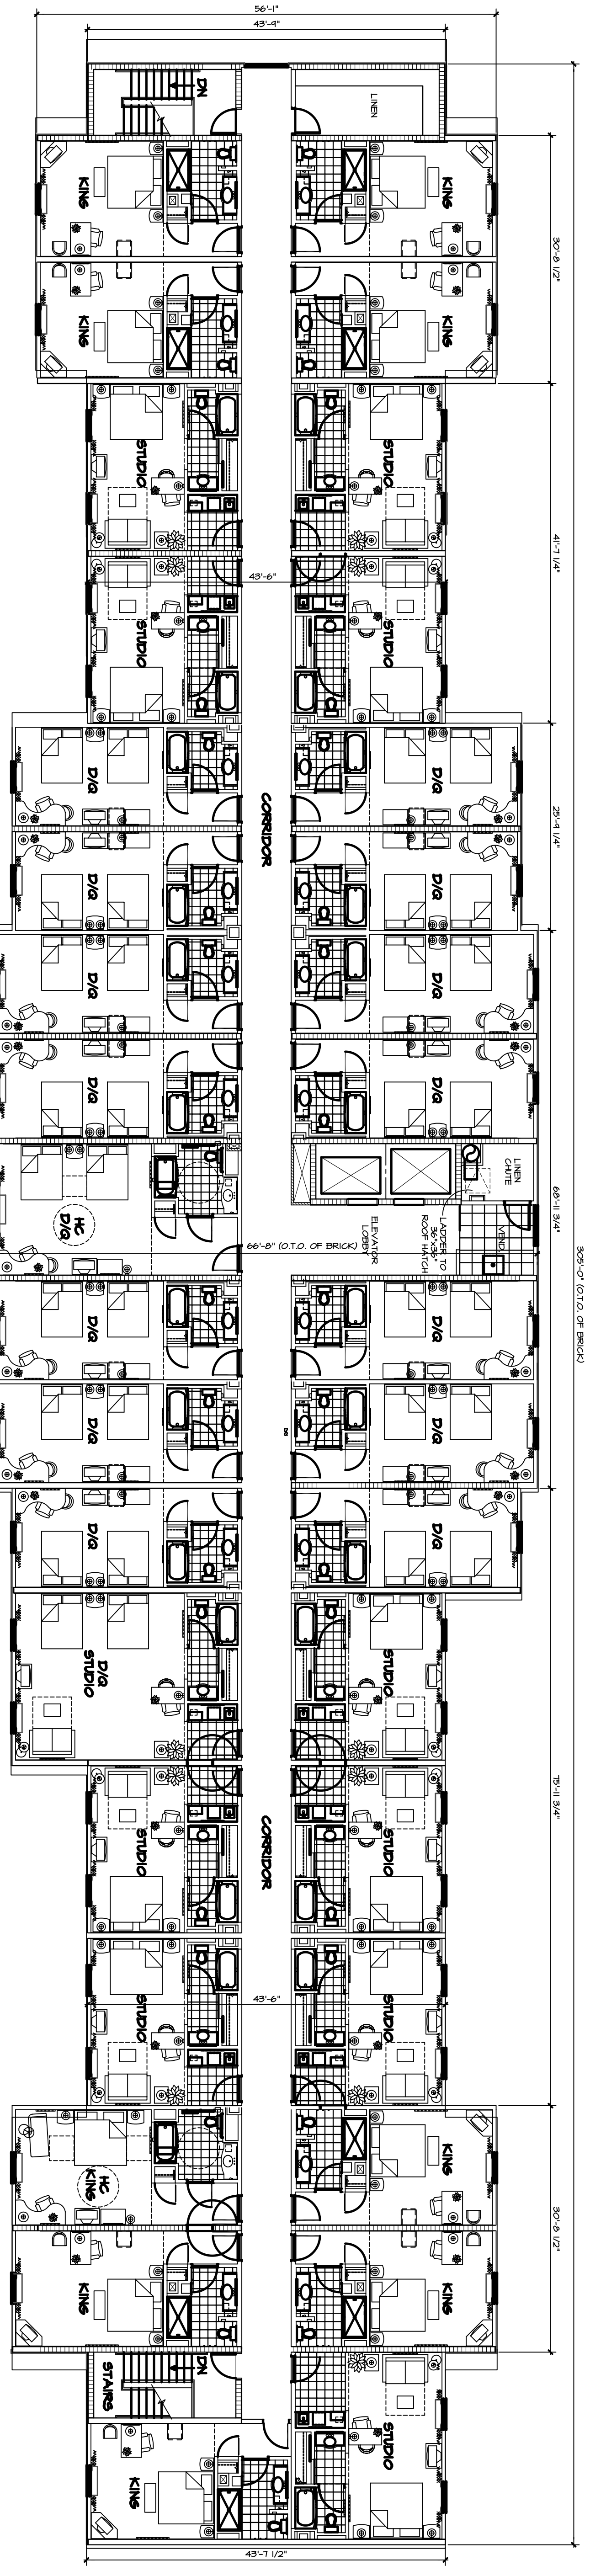 56'-1"
43'-9"
DN
LINEN
KING
KING
30'-8 1/2"
KING
KING
STUDIO
STUDIO
41'-7 1/4"
43'-6"
STUDIO
STUDIO
D/Q
D/Q
CORRIDOR
25'-9 1/4"
D/Q
D/Q
D/Q
D/Q
D/Q
D/Q
LINEN
CHUTE
68'-11 3/4"
HC
D/Q
ELEVATOR
LOBBY
LADDER TO
36"x36"
ROOF HATCH
VEND.
66'-8" (O.T.O. OF BRICK)
305'-0" (O.T.O. OF BRICK)
D/Q
D/Q
D/Q
D/Q
D/Q
D/Q
D/Q
STUDIO
STUDIO
75'-11 3/4"
CORRIDOR
STUDIO
STUDIO
STUDIO
STUDIO
43'-6"
HC
KING
KING
30'-8 1/2"
KING
KING
DN
STAIRS
STUDIO
KING
43'-7 1/2"